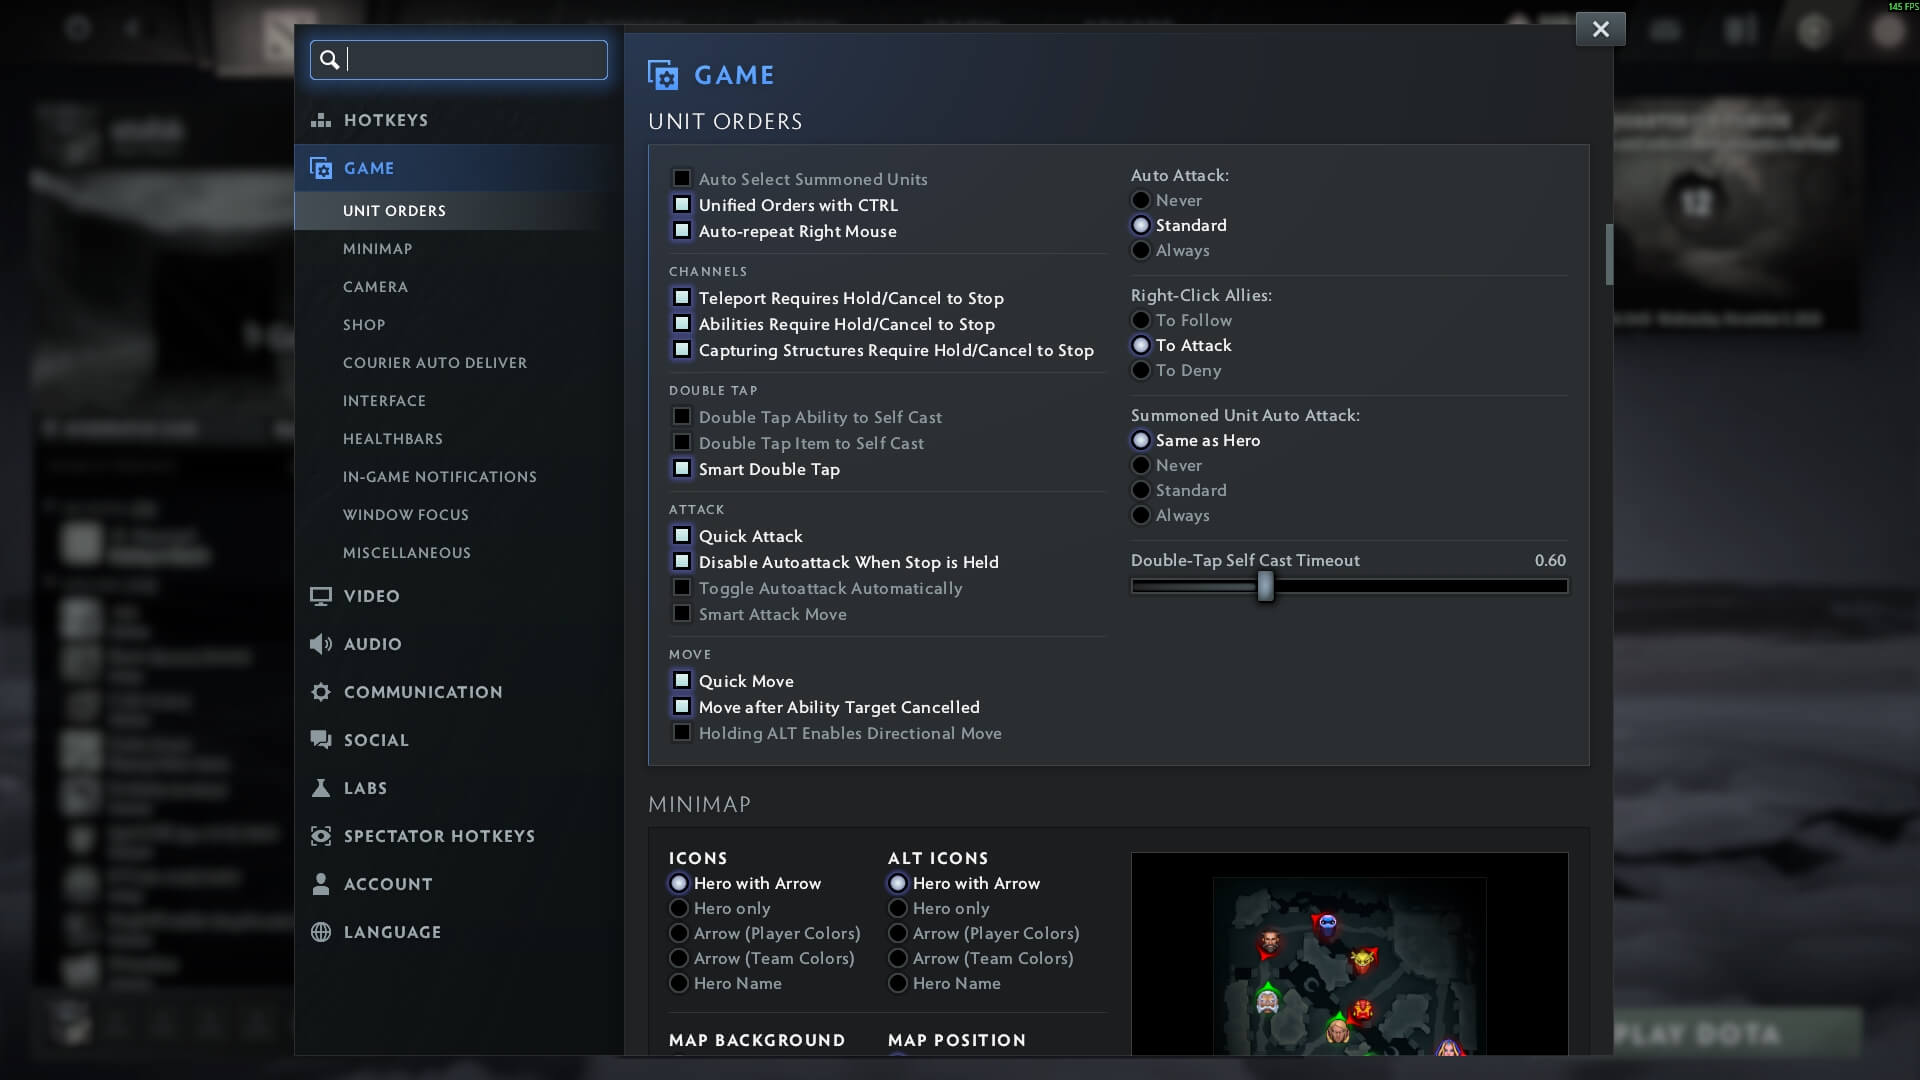 145 FPS
HOTKEYS
GAME
UNIT ORDERS
MINIMAP
CAMERA
SHOP
COURIER AUTO DELIVER
INTERFACE
HEALTHBARS
IN-GAME NOTIFICATIONS
WINDOW FOCUS
MISCELLANEOUS
VIDEO
AUDIO
COMMUNICATION
SOCIAL
LABS
SPECTATOR HOTKEYS
ACCOUNT
LANGUAGE
GAME
UNIT ORDERS
Auto Select Summoned Units
Unified Orders with CTRL
Auto-repeat Right Mouse
CHANNELS
Teleport Requires Hold/Cancel to Stop
Abilities Require Hold/Cancel to Stop
Capturing Structures Require Hold/Cancel to Stop
DOUBLE TAP
Double Tap Ability to Self Cast
Double Tap Item to Self Cast
Smart Double Tap
ATTACK
Quick Attack
Disable Autoattack When Stop is Held
Toggle Autoattack Automatically
Smart Attack Move
MOVE
Quick Move
Move after Ability Target Cancelled
Holding ALT Enables Directional Move
Auto Attack:
Never
Standard
Always
Right-Click Allies:
To Follow
To Attack
To Deny
Summoned Unit Auto Attack:
Same as Hero
Never
Standard
Always
Double-Tap Self Cast Timeout 0.60
MINIMAP
ICONS
Hero with Arrow
Hero only
Arrow (Player Colors)
Arrow (Team Colors)
Hero Name
ALT ICONS
Hero with Arrow
Hero only
Arrow (Player Colors)
Arrow (Team Colors)
Hero Name
MAP BACKGROUND
MAP POSITION
12
PLAY DOTA